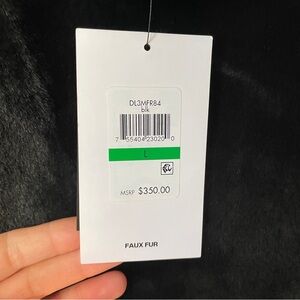 DL3MFR84
blk
7 55404 23020 0
L
MSRP $350.00
FAUX FUR